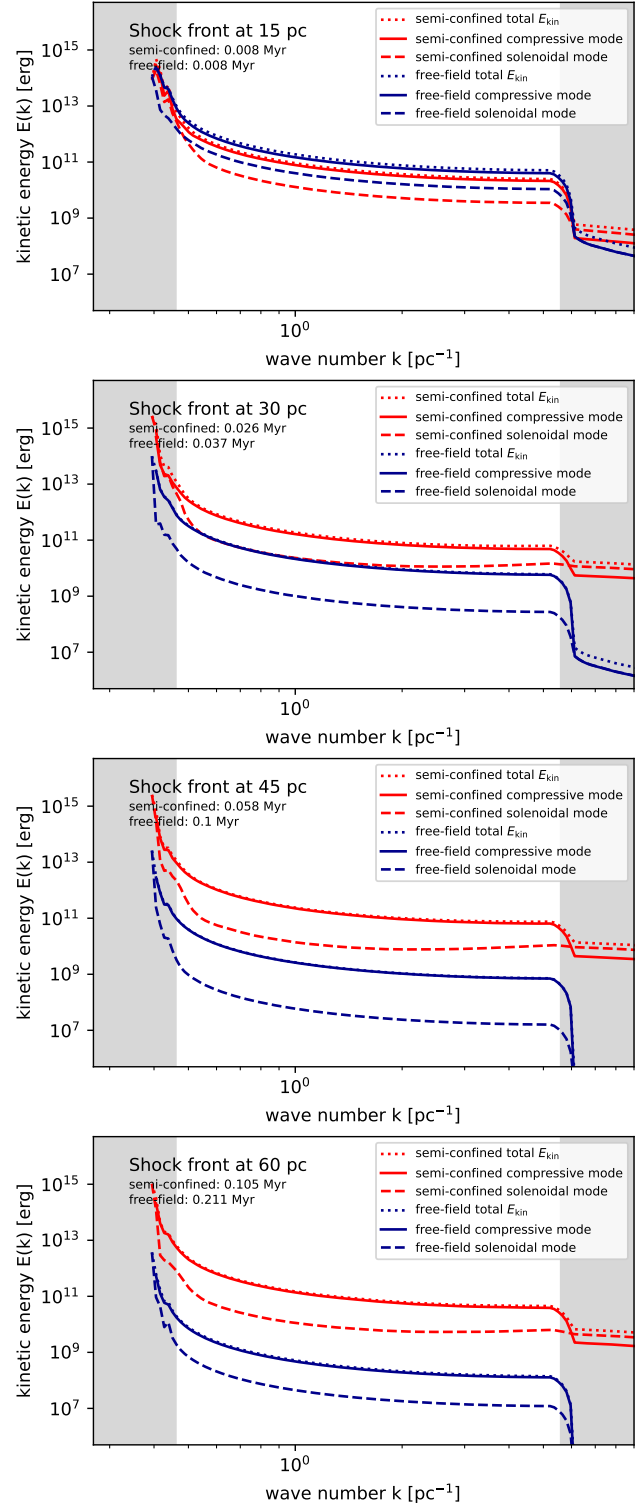 Shock front at 15 pc
semi-confined: 0.008 Myr
free-field: 0.008 Myr
semi-confined total E_kin
semi-confined compressive mode
semi-confined solenoidal mode
free-field total E_kin
free-field compressive mode
free-field solenoidal mode
10^15
10^13
10^11
10^9
10^7
kinetic energy E(k) [erg]
10^0
wave number k [pc^−1]
Shock front at 30 pc
semi-confined: 0.026 Myr
free-field: 0.037 Myr
semi-confined total E_kin
semi-confined compressive mode
semi-confined solenoidal mode
free-field total E_kin
free-field compressive mode
free-field solenoidal mode
10^15
10^13
10^11
10^9
10^7
kinetic energy E(k) [erg]
10^0
wave number k [pc^−1]
Shock front at 45 pc
semi-confined: 0.058 Myr
free-field: 0.1 Myr
semi-confined total E_kin
semi-confined compressive mode
semi-confined solenoidal mode
free-field total E_kin
free-field compressive mode
free-field solenoidal mode
10^15
10^13
10^11
10^9
10^7
kinetic energy E(k) [erg]
10^0
wave number k [pc^−1]
Shock front at 60 pc
semi-confined: 0.105 Myr
free-field: 0.211 Myr
semi-confined total E_kin
semi-confined compressive mode
semi-confined solenoidal mode
free-field total E_kin
free-field compressive mode
free-field solenoidal mode
10^15
10^13
10^11
10^9
10^7
kinetic energy E(k) [erg]
10^0
wave number k [pc^−1]